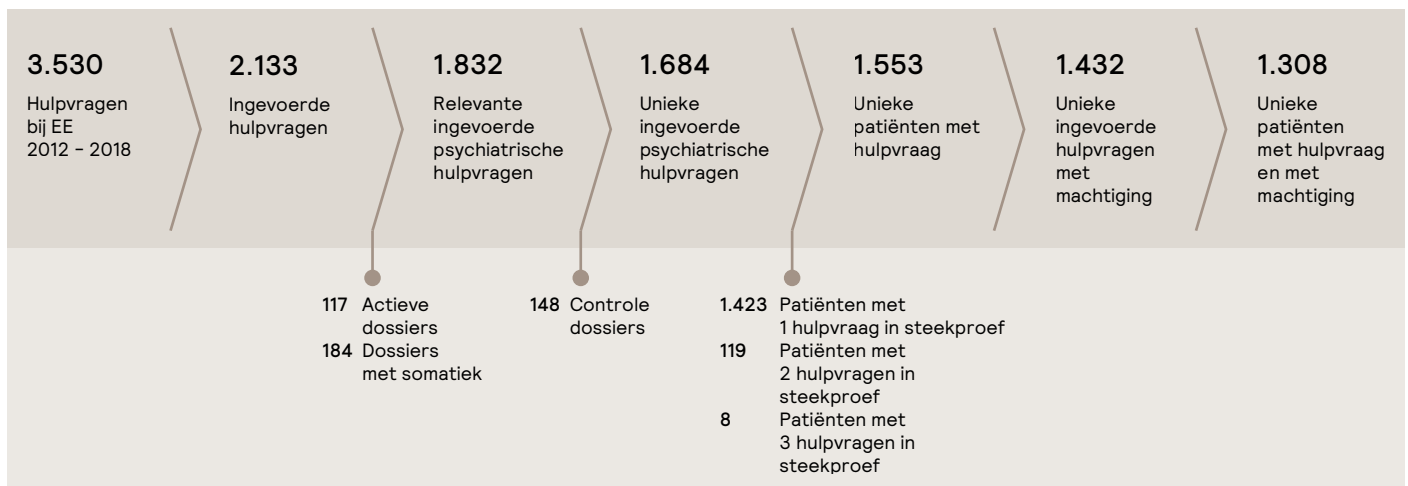 3.530
Hulpvragen
bij EE
2012 – 2018
2.133
Ingevoerde
hulpvragen
1.832
Relevante
ingevoerde
psychiatrische
hulpvragen
1.684
Unieke
ingevoerde
psychiatrische
hulpvragen
1.553
Unieke
patiënten met
hulpvraag
1.432
Unieke
ingevoerde
hulpvragen
met
machtiging
1.308
Unieke
patiënten
met hulpvraag
en met
machtiging
117 Actieve
dossiers
184 Dossiers
met somatiek
148 Controle
dossiers
1.423 Patiënten met
1 hulpvraag in steekproef
119 Patiënten met
2 hulpvragen in
steekproef
8 Patiënten met
3 hulpvragen in
steekproef